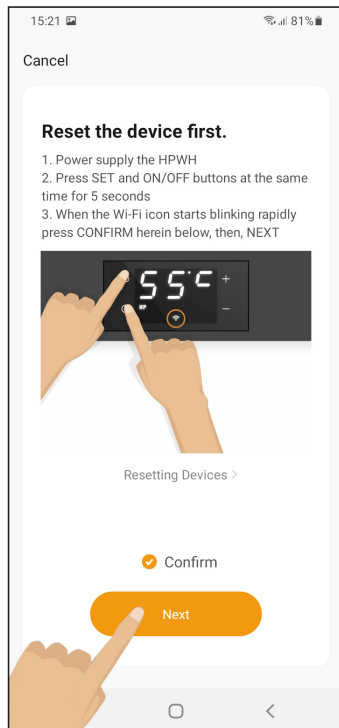 15:21 81%
Cancel
Reset the device first.
1. Power supply the HPWH
2. Press SET and ON/OFF buttons at the same
time for 5 seconds
3. When the Wi-Fi icon starts blinking rapidly
press CONFIRM herein below, then, NEXT
55°C +
HP −
Resetting Devices >
Confirm
Next